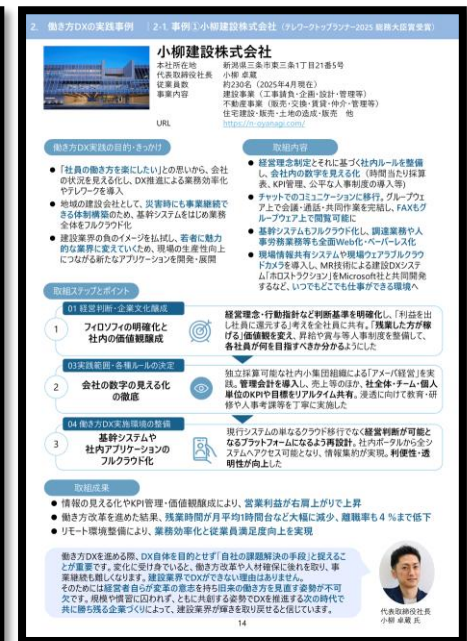 2. 働き方DXの実践事例 | 2-1. 事例①小柳建設株式会社（テレワークトップランナー2025 総務大臣賞受賞）
小柳建設株式会社
本社所在地 新潟県三条市東三条1丁目21番5号
代表取締役社長 小柳 卓蔵
従業員数 約230名（2025年4月現在）
事業内容 建設事業（工事請負・企画・設計・管理等）
不動産事業（販売・交換・賃貸・仲介・管理等）
住宅建設・販売・土地の造成・販売 他
URL https://n-oyanagi.com/
働き方DX実践の目的・きっかけ
● 「社員の働き方を楽にしたい」との思いから、会社
の状況を見える化し、DX推進による業務効率化
やテレワークを導入
● 地域の建設会社として、災害時にも事業継続で
きる体制構築のため、基幹システムをはじめ業務
全体をフルクラウド化
● 建設業界の負のイメージを払拭し、若者に魅力
的な業界に変えていくため、現場の生産性向上
につながる新たなアプリケーションを開発・展開
取組内容
● 経営理念制定とそれに基づく社内ルールを整備
し、会社内の数字を見える化（時間当たり採算
表、KPI管理、公平な人事制度の導入等）
● チャットでのコミュニケーションに移行。グループウェ
ア上で会議・通話・共同作業を完結し、FAXもグ
ループウェア上で閲覧可能に
● 基幹システムもフルクラウド化し、調達業務や人
事労務業務等も全面Web化・ペーパーレス化
● 現場情報共有システムや現場ウェアラブルクラウ
ドカメラを導入し、MR技術による建設DXシステ
ム「ホロストラクション」をMicrosoft社と共同開発
するなど、いつでもどこでも仕事ができる環境へ
取組ステップとポイント
01 経営判断・企業文化醸成
1
フィロソフィの明確化と
社内の価値観醸成
経営理念・行動指針など判断基準を明確化し、「利益を出
し社員に還元する」考えを全社員に共有。「残業した方が稼
げる」価値観を変え、昇給や賞与等人事制度を整備して、
各社員が何を目指すべきか分かるようにした
03実践範囲・各種ルールの決定
2
会社の数字の見える化
の徹底
独立採算可能な社内小集団組織による「アメーバ経営」を実
践。管理会計を導入し、売上等のほか、社全体・チーム・個人
単位のKPIや目標をリアルタイム共有。浸透に向けて教育・研
修や人事考課等を丁寧に実施した
04 働き方DX実施環境の整備
3
基幹システムや
社内アプリケーションの
フルクラウド化
現行システムの単なるクラウド移行でなく経営判断が可能と
なるプラットフォームになるよう再設計。社内ポータルから全シ
ステムへアクセス可能となり、情報集約が実現。利便性・透
明性が向上した
取組成果
● 情報の見える化やKPI管理・価値観醸成により、営業利益が右肩上がりで上昇
● 働き方改革を進めた結果、残業時間が月平均1時間台など大幅に減少、離職率も４％まで低下
● リモート環境整備により、業務効率化と従業員満足度向上を実現
働き方DXを進める際、DX自体を目的とせず「自社の課題解決の手段」と捉えるこ
とが重要です。変化に受け身でいると、働き方改革や人材確保に後れを取り、事
業継続も難しくなります。建設業界でDXができない理由はありません。
そのためには経営者自らが変革の意志を持ち旧来の働き方を見直す姿勢が不可
欠です。規模や慣習に囚われず、ともに共創する姿勢でDXを推進する次の時代で
共に勝ち残る企業づくりによって、建設業界が輝きを取り戻せると信じています。
代表取締役社長
小柳 卓蔵 氏
14